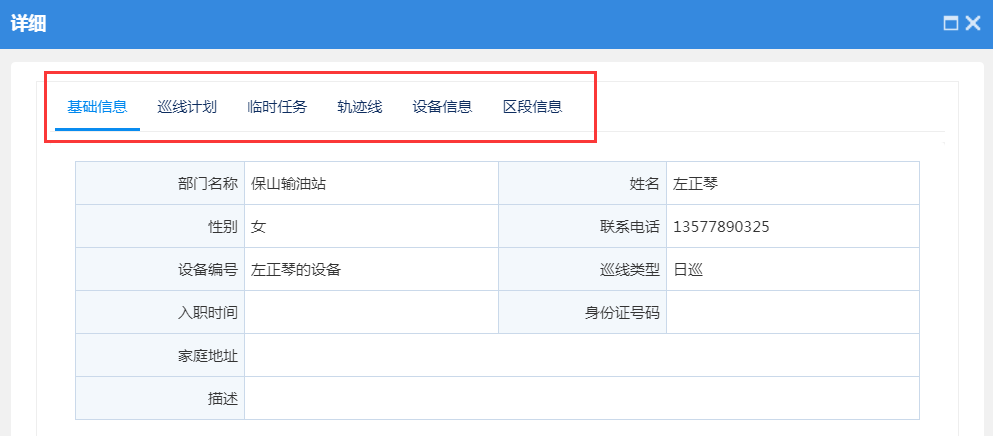 详细
基础信息 巡线计划 临时任务 轨迹线 设备信息 区段信息
部门名称 保山输油站 姓名 左正琴
性别 女 联系电话 13577890325
设备编号 左正琴的设备 巡线类型 日巡
入职时间 身份证号码
家庭地址
描述